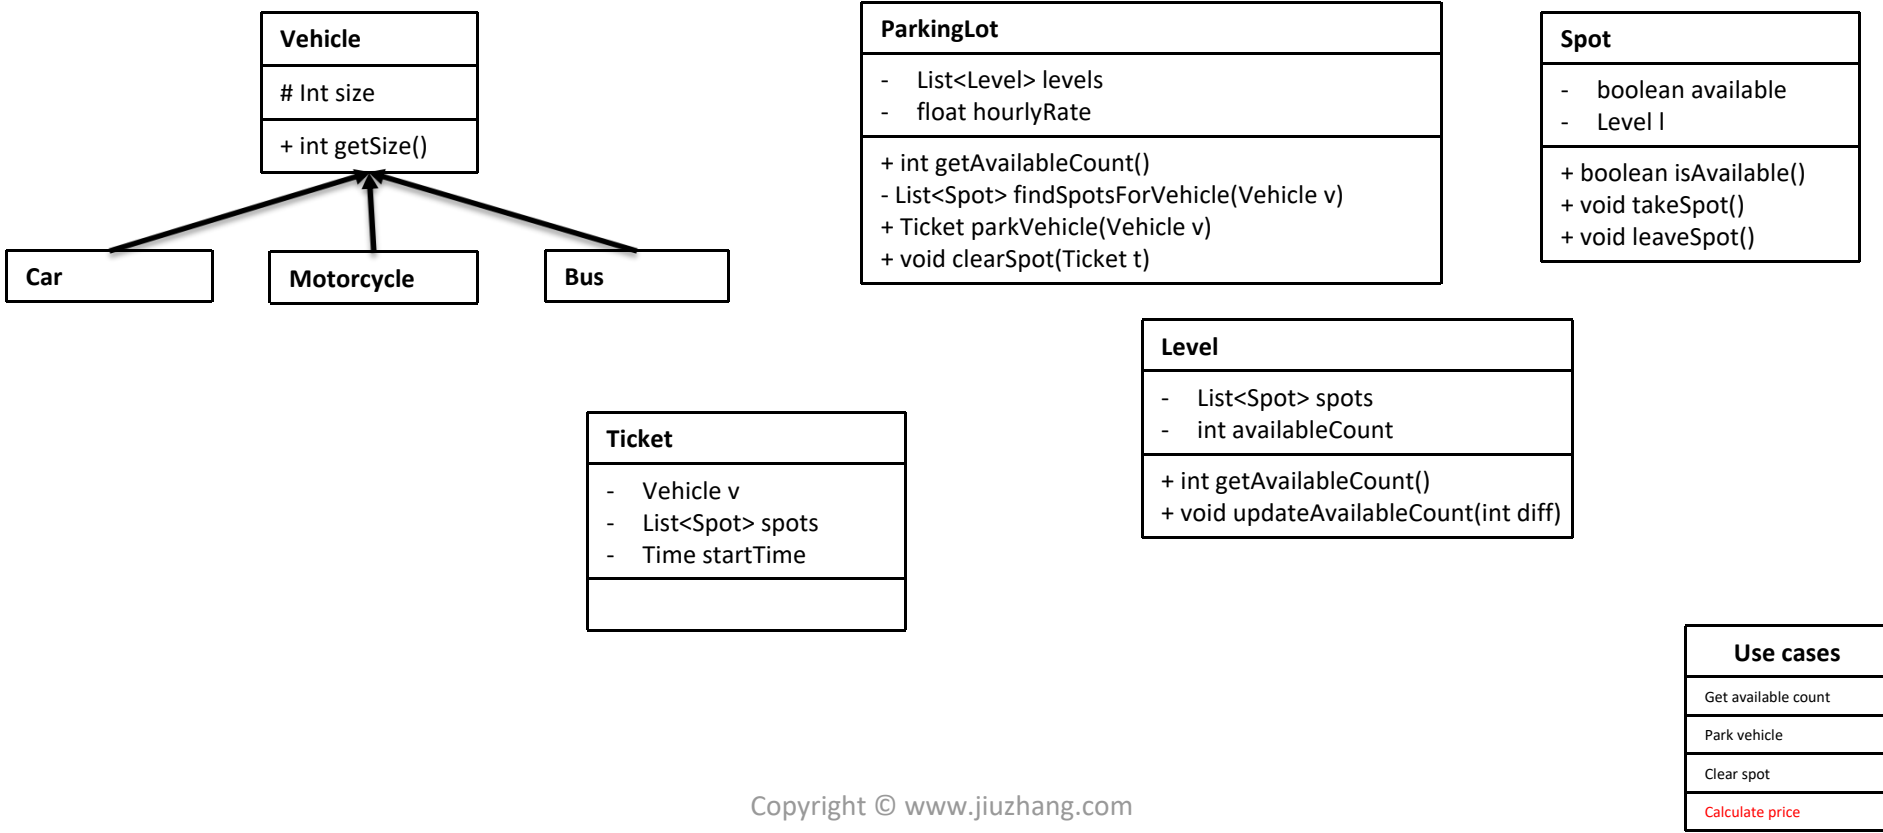 Vehicle
# Int size
+ int getSize()
Car
Motorcycle
Bus
ParkingLot
- List<Level> levels
- float hourlyRate
+ int getAvailableCount()
- List<Spot> findSpotsForVehicle(Vehicle v)
+ Ticket parkVehicle(Vehicle v)
+ void clearSpot(Ticket t)
Spot
- boolean available
- Level l
+ boolean isAvailable()
+ void takeSpot()
+ void leaveSpot()
Level
- List<Spot> spots
- int availableCount
+ int getAvailableCount()
+ void updateAvailableCount(int diff)
Ticket
- Vehicle v
- List<Spot> spots
- Time startTime
Use cases
Get available count
Park vehicle
Clear spot
Calculate price
Copyright © www.jiuzhang.com